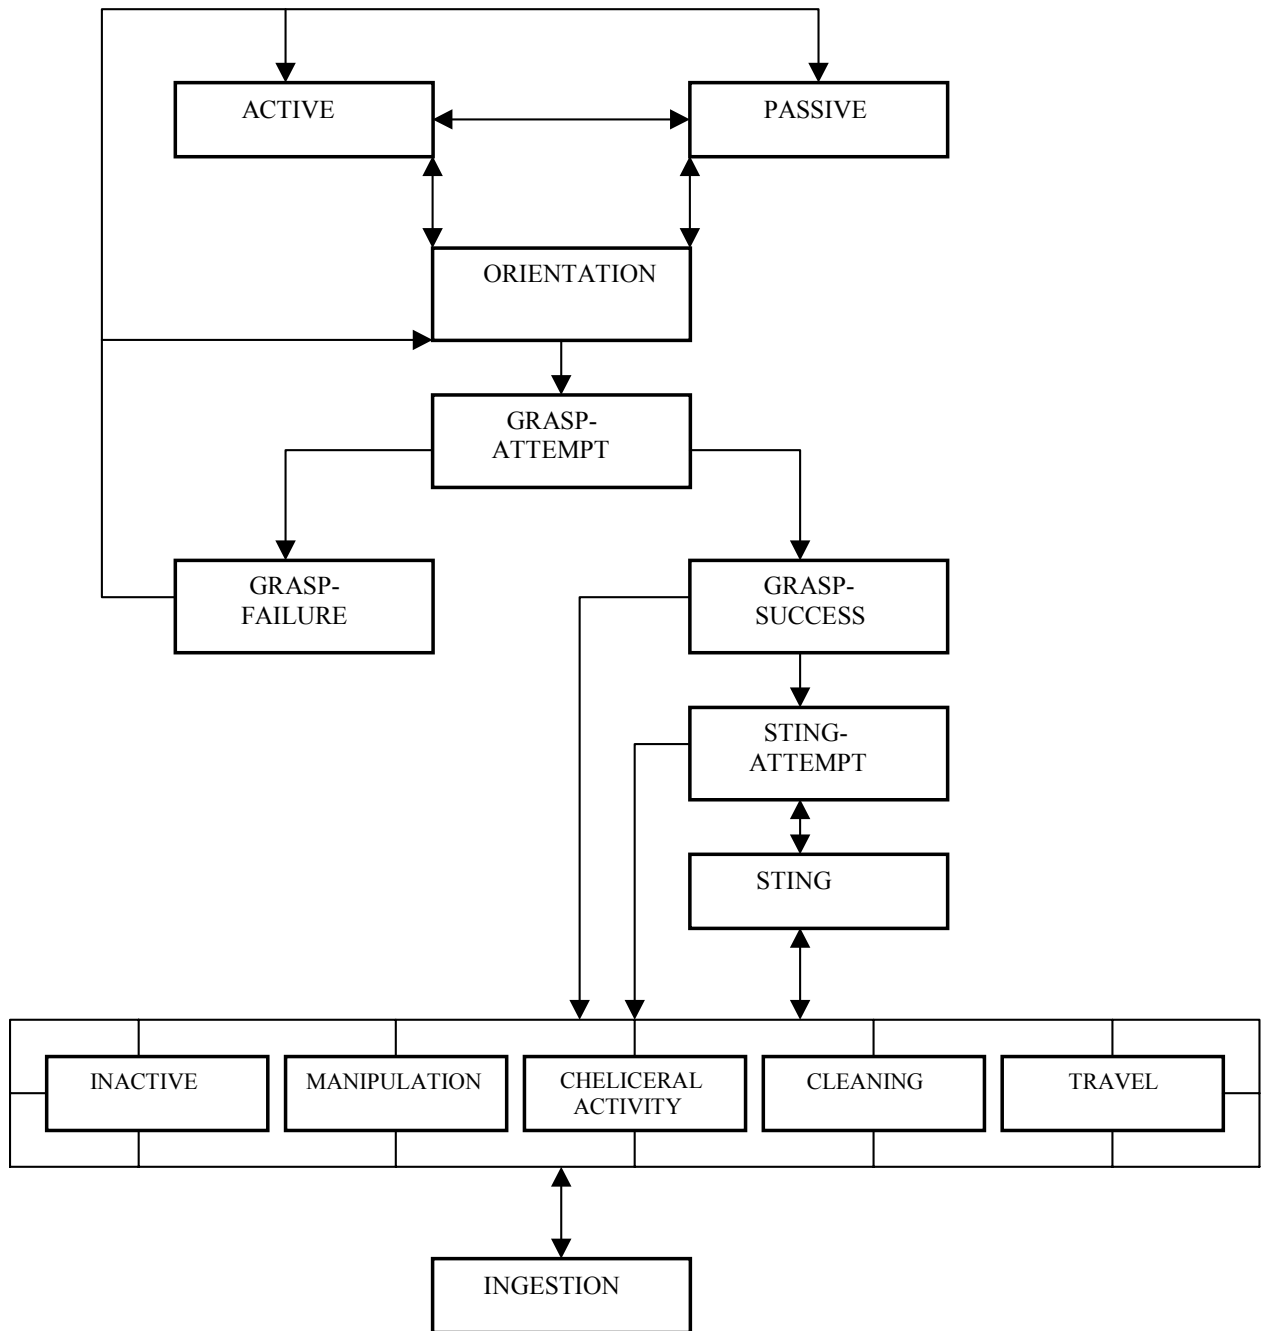 ACTIVE
PASSIVE
ORIENTATION
GRASP-
ATTEMPT
GRASP-
FAILURE
GRASP-
SUCCESS
STING-
ATTEMPT
STING
INACTIVE
MANIPULATION
CHELICERAL
ACTIVITY
CLEANING
TRAVEL
INGESTION